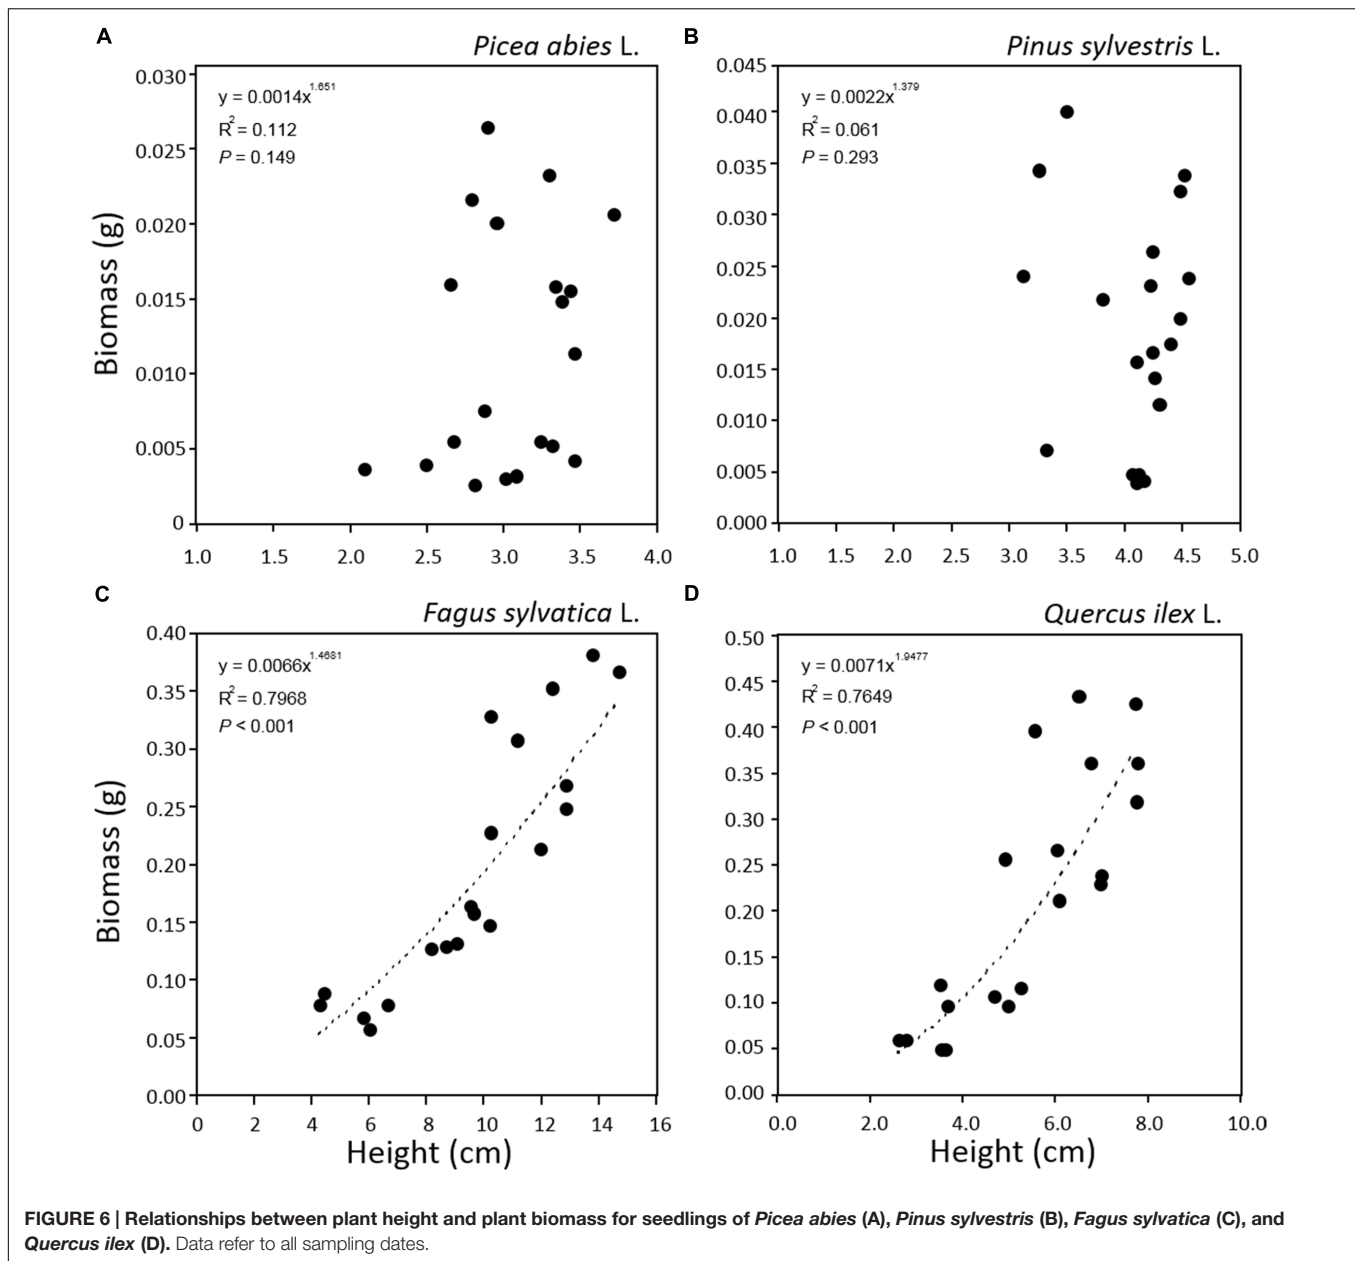 A
Picea abies L.
y = 0.0014x^1.651
R² = 0.112
P = 0.149
0.030
0.025
0.020
0.015
0.010
0.005
0
Biomass (g)
1.0 1.5 2.0 2.5 3.0 3.5 4.0
B
Pinus sylvestris L.
y = 0.0022x^1.379
R² = 0.061
P = 0.293
0.045
0.040
0.035
0.030
0.025
0.020
0.015
0.010
0.005
0.000
1.0 1.5 2.0 2.5 3.0 3.5 4.0 4.5 5.0
C
Fagus sylvatica L.
y = 0.0066x^1.4681
R² = 0.7968
P < 0.001
0.40
0.35
0.30
0.25
0.20
0.15
0.10
0.05
0.00
Biomass (g)
0 2 4 6 8 10 12 14 16
Height (cm)
D
Quercus ilex L.
y = 0.0071x^1.9477
R² = 0.7649
P < 0.001
0.50
0.45
0.40
0.35
0.30
0.25
0.20
0.15
0.10
0.05
0.00
0.0 2.0 4.0 6.0 8.0 10.0
Height (cm)
FIGURE 6 | Relationships between plant height and plant biomass for seedlings of Picea abies (A), Pinus sylvestris (B), Fagus sylvatica (C), and
Quercus ilex (D). Data refer to all sampling dates.